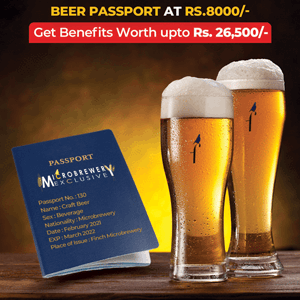 BEER PASSPORT AT RS.8000/-
Get Benefits Worth upto Rs. 26,500/-
PASSPORT
MICROBREWERY
EXCLUSIVE
Passport No.: 130
Name : Craft Beer
Sex : Beverage
Nationality : Microbrewery
Date : February 2021
EXP : March 2022
Place of Issue : Finch Microbrewery